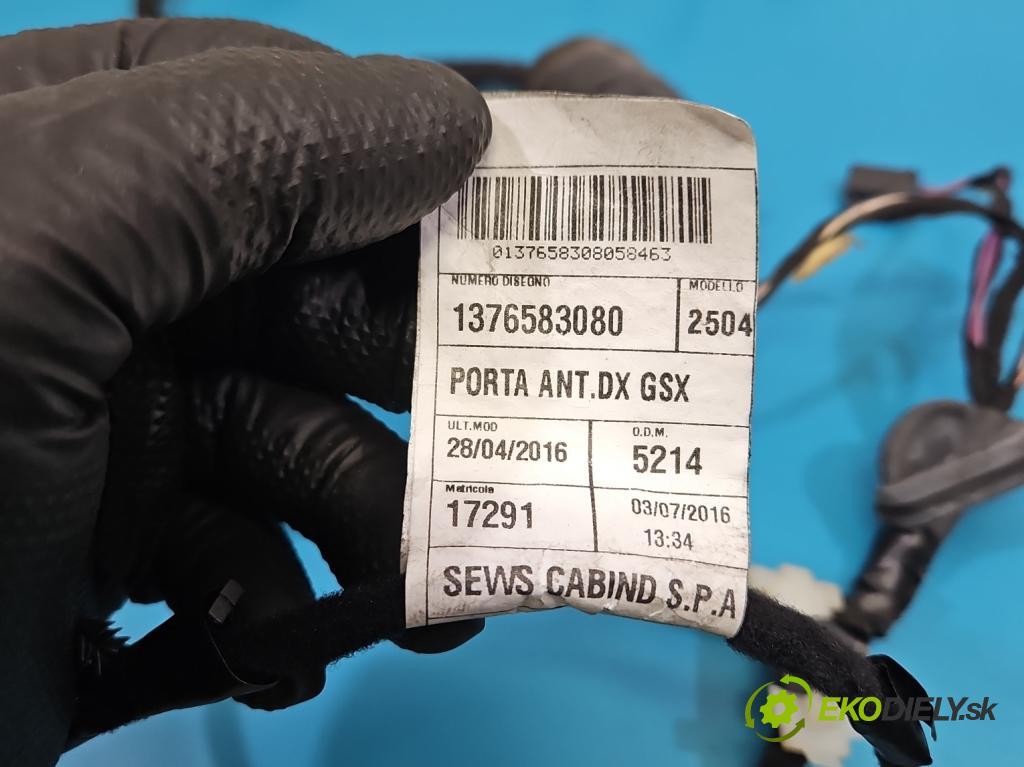 0137658308058463
NUMERO DISEGNO MODELLO
1376583080 2504
PORTA ANT.DX GSX
ULT.MOD O.D.M.
28/04/2016 5214
Matricola
17291 03/07/2016
13:34
SEWS CABIND S.P.A
EKODIELY.sk